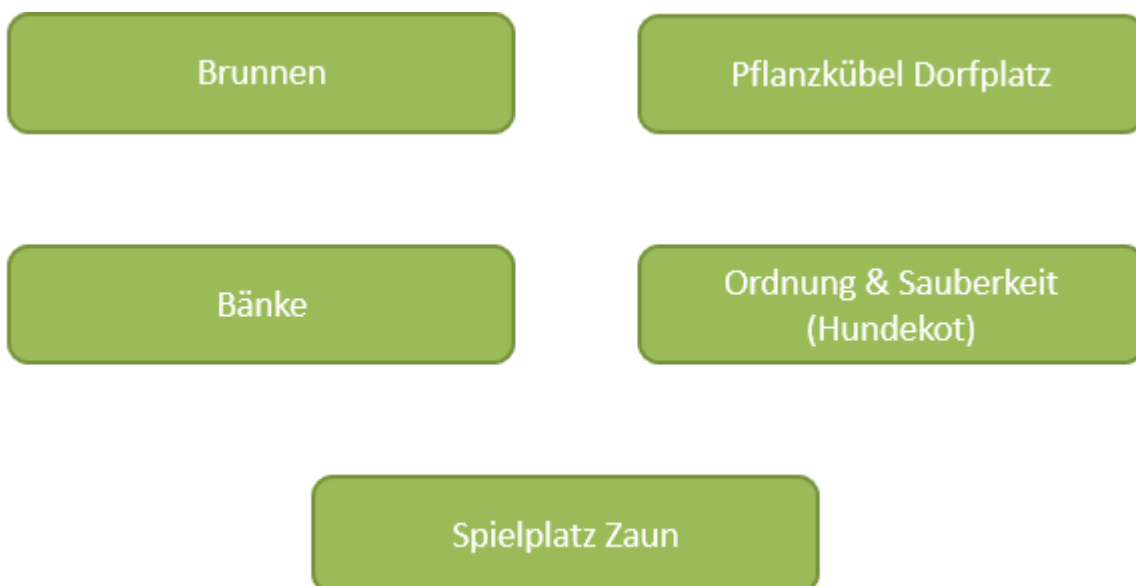 Brunnen
Pflanzkübel Dorfplatz
Bänke
Ordnung & Sauberkeit
(Hundekot)
Spielplatz Zaun